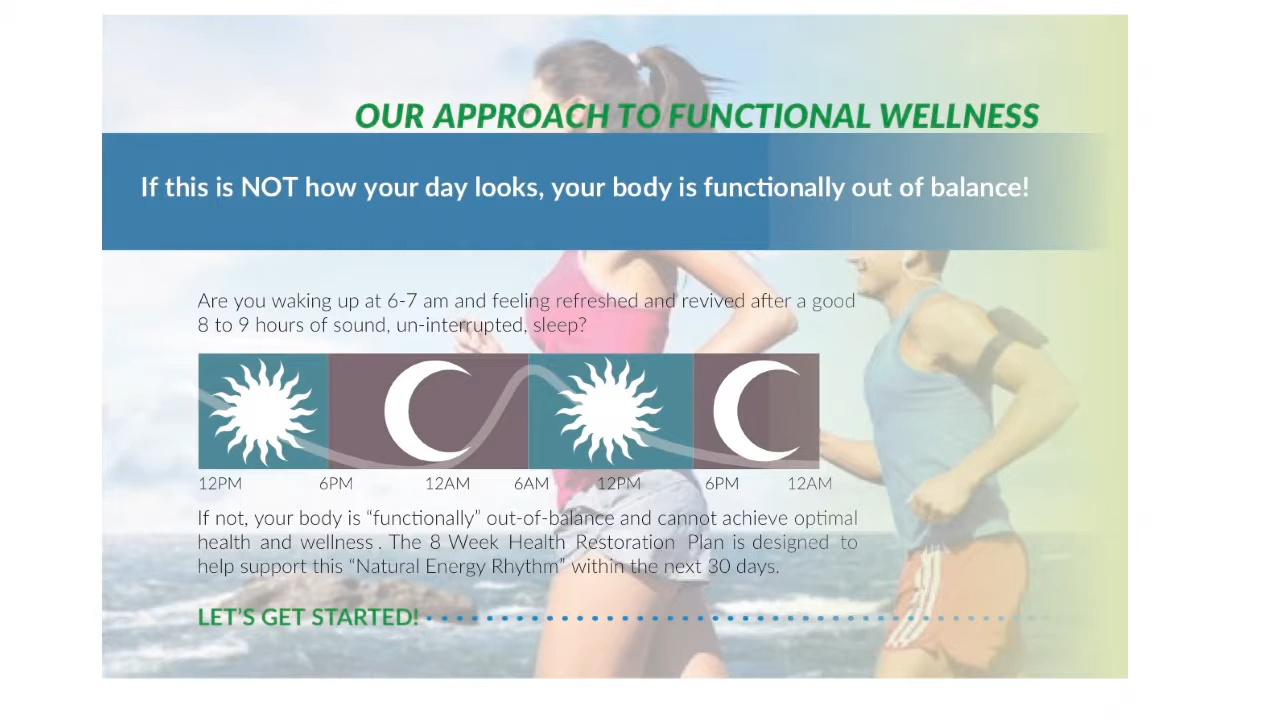 OUR APPROACH TO FUNCTIONAL WELLNESS
If this is NOT how your day looks, your body is functionally out of balance!
Are you waking up at 6-7 am and feeling refreshed and revived after a good
8 to 9 hours of sound, un-interrupted, sleep?
12PM 6PM 12AM 6AM 12PM 6PM 12AM
If not, your body is “functionally” out-of-balance and cannot achieve optimal
health and wellness . The 8 Week Health Restoration Plan is designed to
help support this “Natural Energy Rhythm” within the next 30 days.
LET’S GET STARTED!